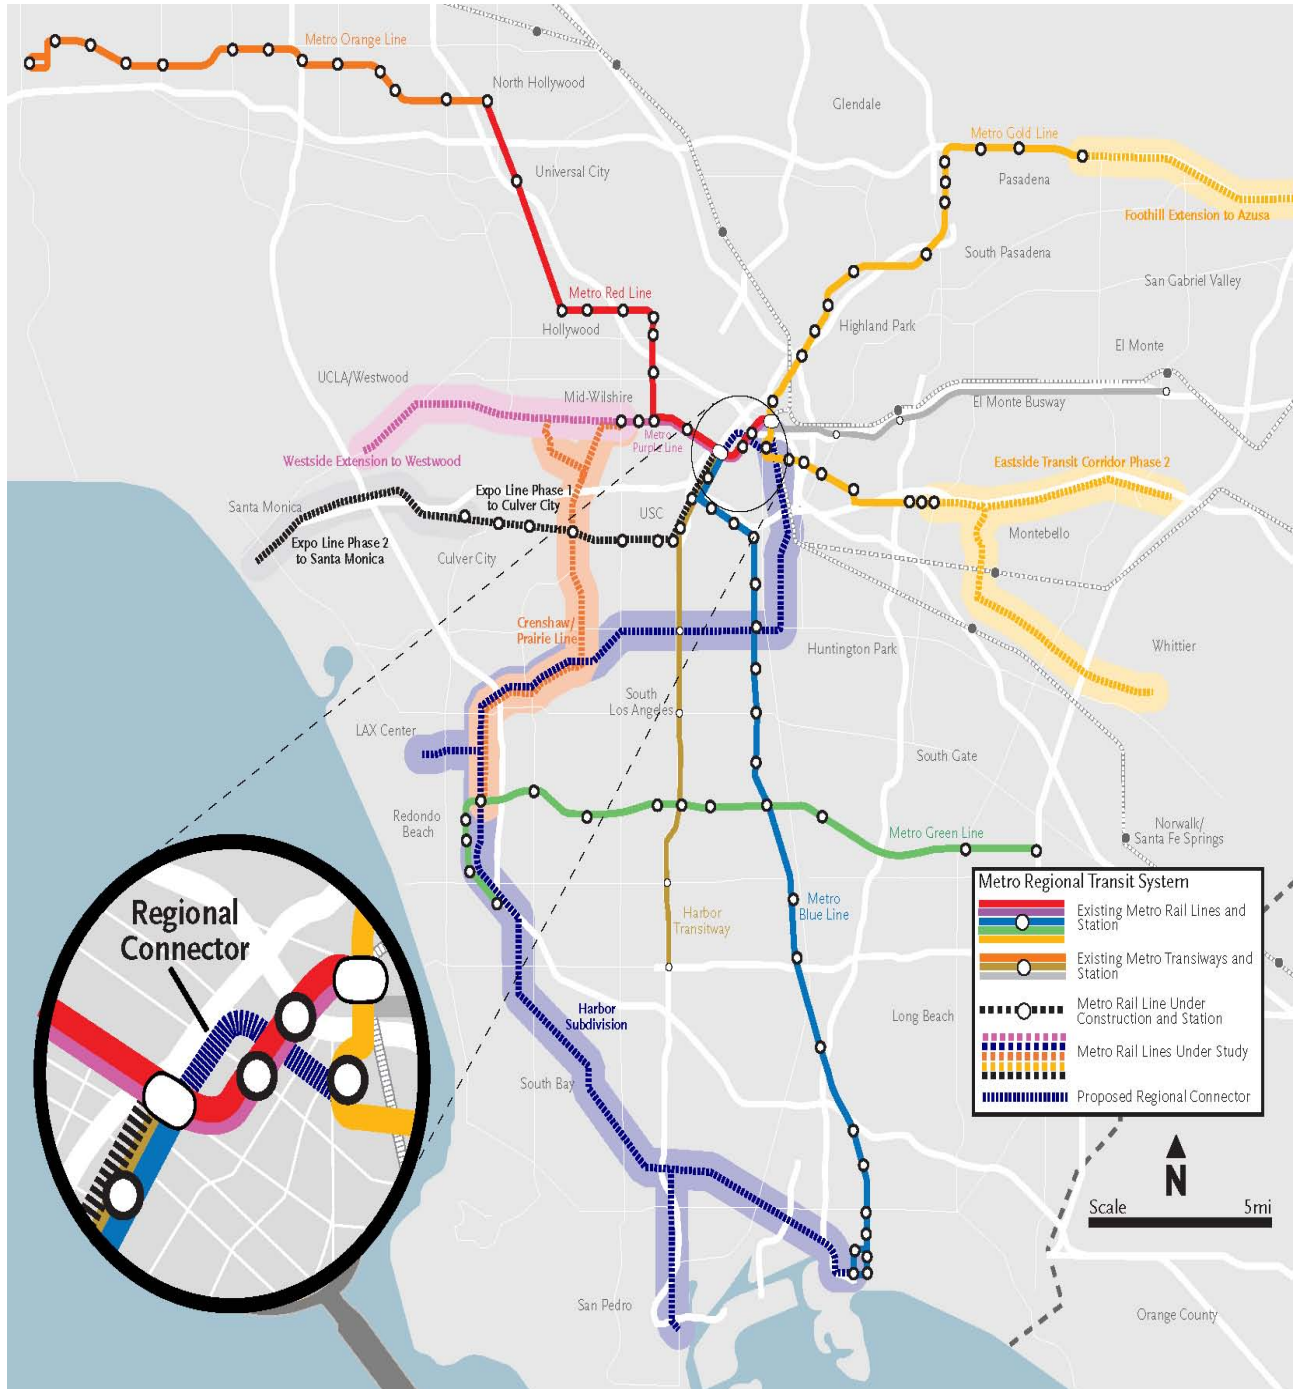 Metro Orange Line
North Hollywood
Glendale
Metro Gold Line
Pasadena
Universal City
Foothill Extension to Azusa
South Pasadena
San Gabriel Valley
Metro Red Line
Hollywood
Highland Park
El Monte
UCLA/Westwood
Mid-Wilshire
El Monte Busway
Metro
Purple Line
Westside Extension to Westwood
Eastside Transit Corridor Phase 2
Santa Monica
Expo Line Phase 1
to Culver City
USC
Montebello
Expo Line Phase 2
to Santa Monica
Culver City
Crenshaw/
Prairie Line
Huntington Park
Whittier
South
Los Angeles
LAX Center
South Gate
Redondo
Beach
Metro Green Line
Norwalk/
Santa Fe Springs
Metro
Blue Line
Harbor
Transitway
Harbor
Subdivision
Long Beach
South Bay
San Pedro
Orange County
Regional
Connector
Metro Regional Transit System
Existing Metro Rail Lines and
Station
Existing Metro Transiways and
Station
Metro Rail Line Under
Construction and Station
Metro Rail Lines Under Study
Proposed Regional Connector
N
Scale 5mi